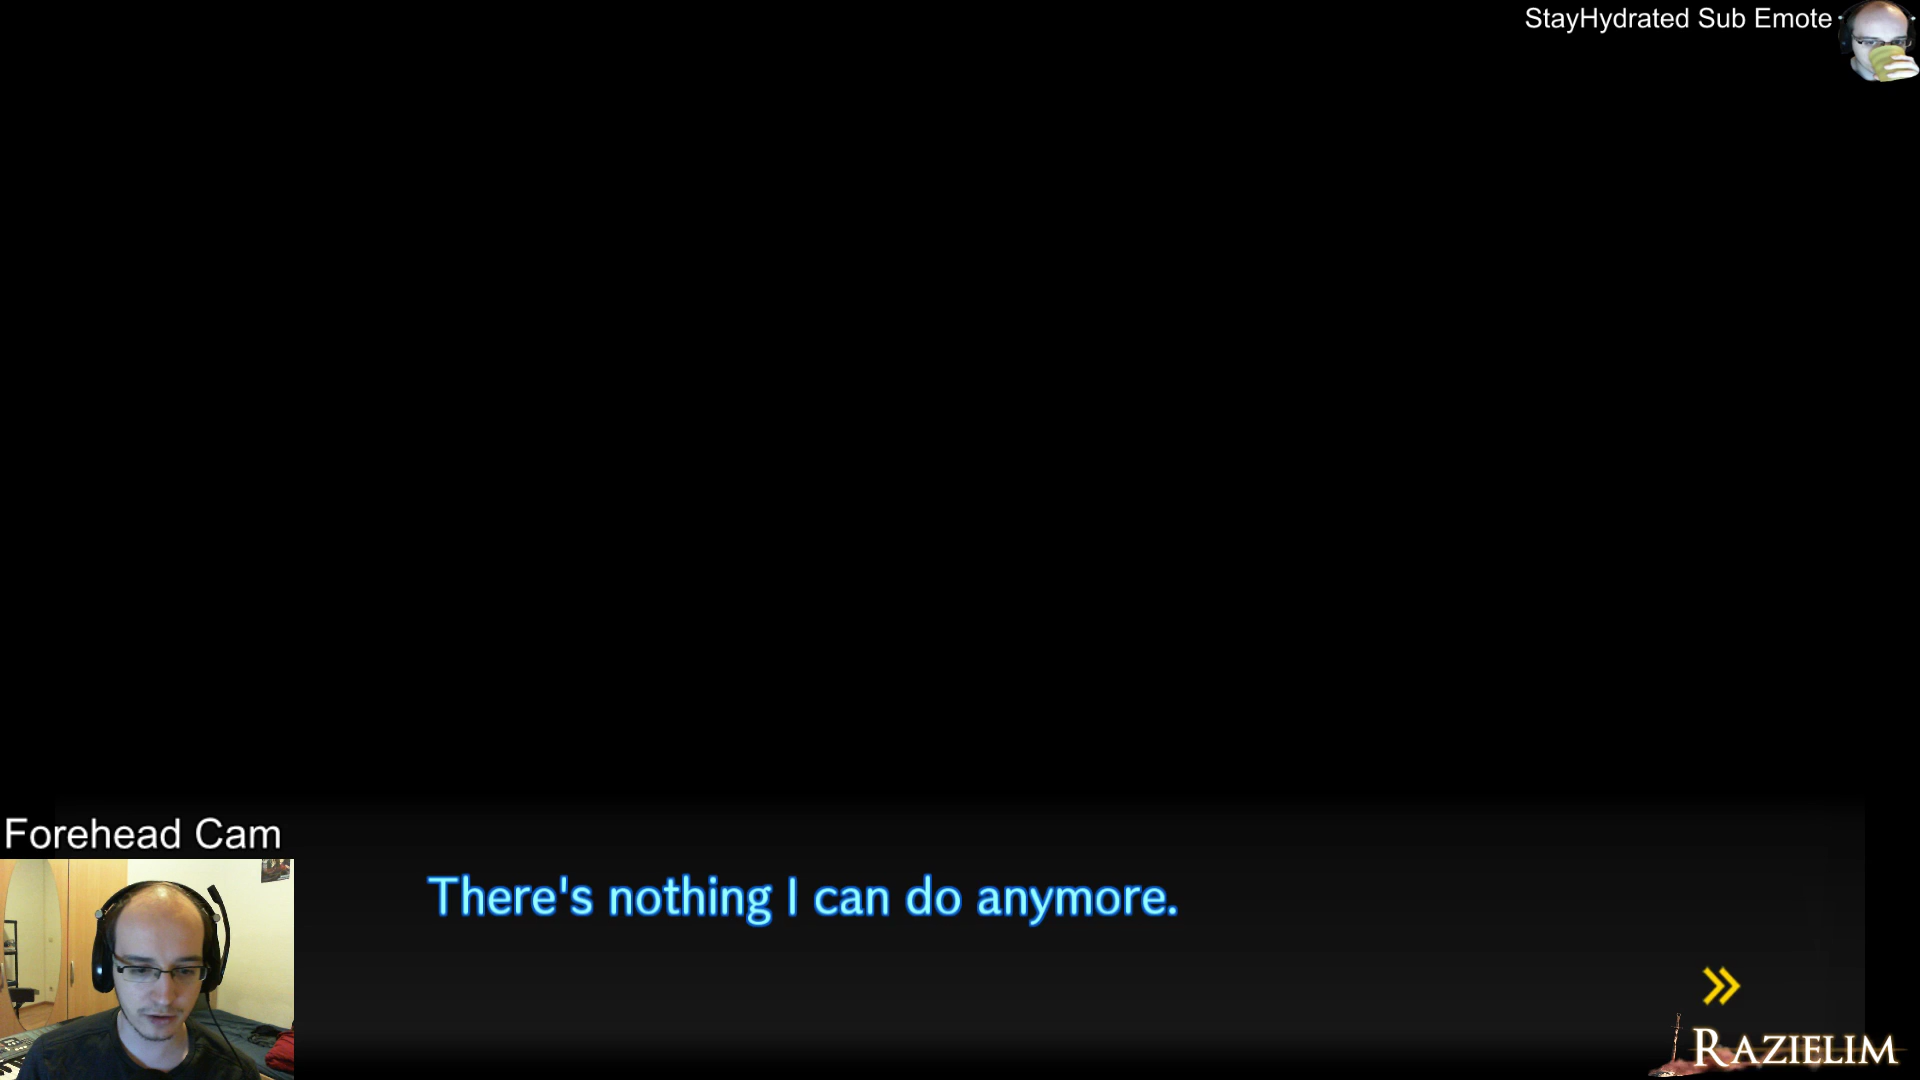 StayHydrated Sub Emote
Forehead Cam
There's nothing I can do anymore.
RAZIELIM